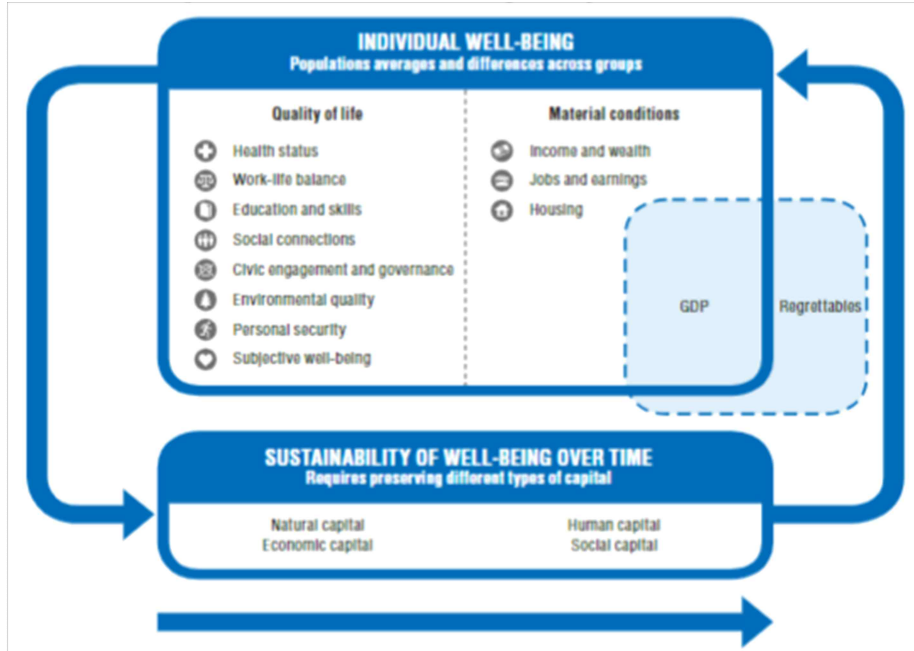 INDIVIDUAL WELL-BEING
Populations averages and differences across groups
Quality of life
Health status
Work-life balance
Education and skills
Social connections
Civic engagement and governance
Environmental quality
Personal security
Subjective well-being
Material conditions
Income and wealth
Jobs and earnings
Housing
GDP
Regrettables
SUSTAINABILITY OF WELL-BEING OVER TIME
Requires preserving different types of capital
Natural capital
Economic capital
Human capital
Social capital